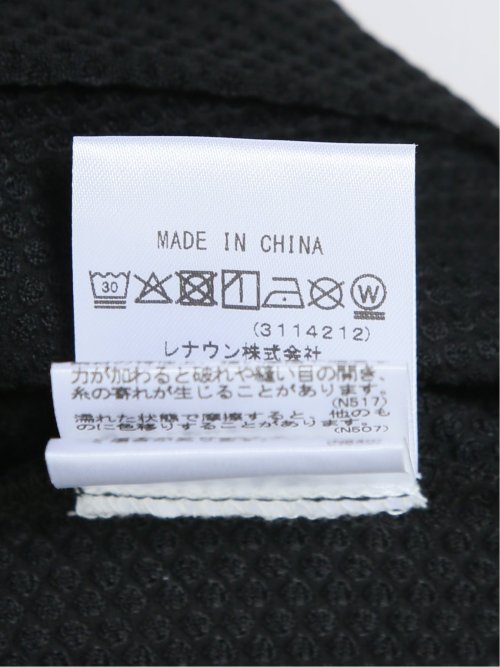 MADE IN CHINA
30
W
(3114212)
レナウン株式会社
力が加わると破れや縫い目の開き、
糸の寄れが生じることがあります。
(N517)
濡れた状態で摩擦すると、他のも
のに色移りすることがあります。
(N507)